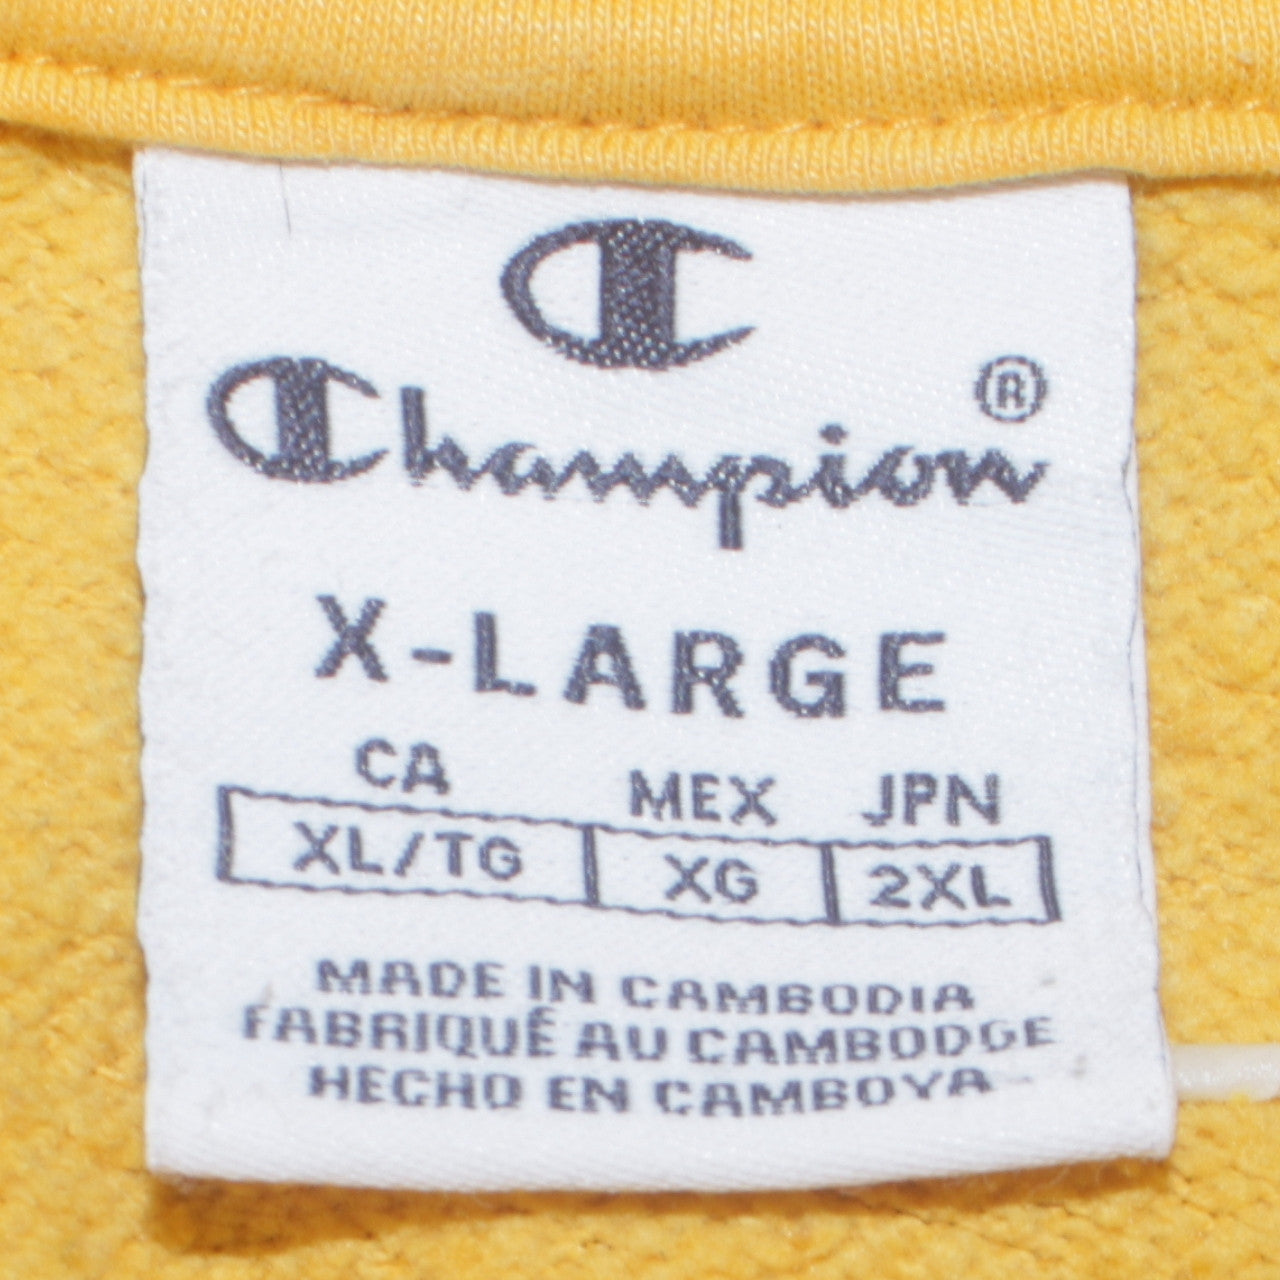 Champion®
X-LARGE
CA MEX JPN
XL/TG XG 2XL
MADE IN CAMBODIA
FABRIQUÉ AU CAMBODGE
HECHO EN CAMBOYA